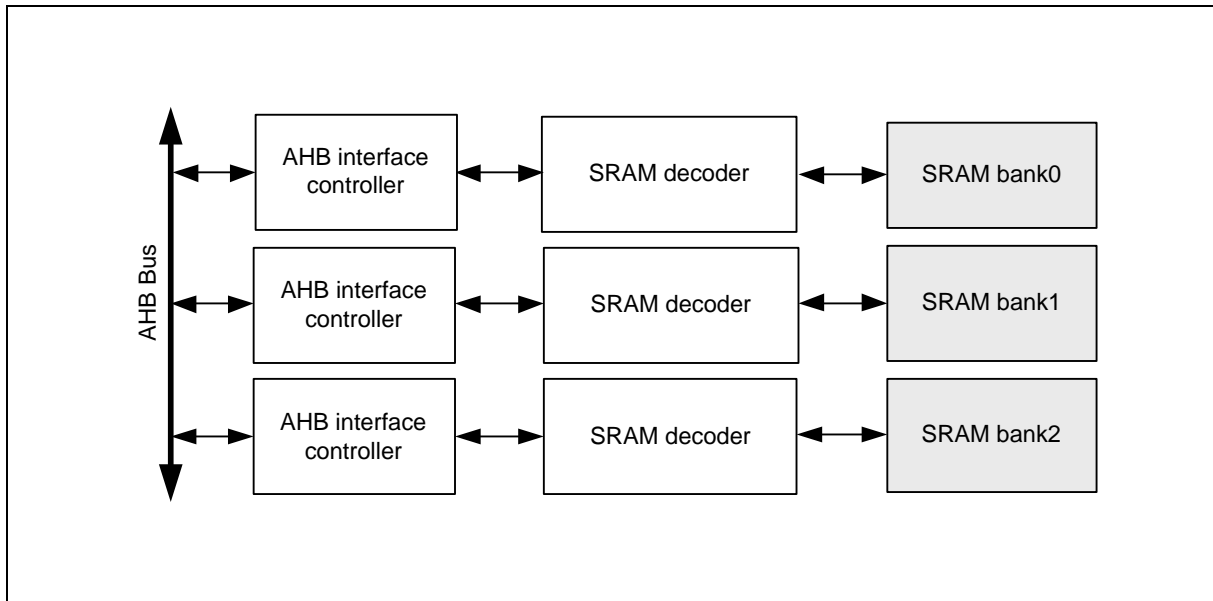 AHB Bus
AHB interface
controller
SRAM decoder
SRAM bank0
AHB interface
controller
SRAM decoder
SRAM bank1
AHB interface
controller
SRAM decoder
SRAM bank2